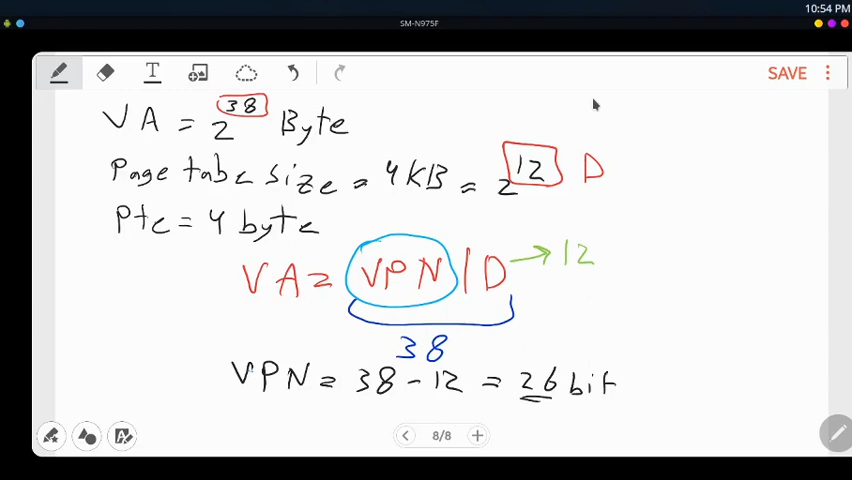 10:54 PM
SM-N975F
SAVE
VA = 2^38 Byte
Page tabe size = 4KB = 2^12 D
Pte = 4 byte
VA = VPN | D → 12
38
VPN = 38 - 12 = 26 bit
8/8